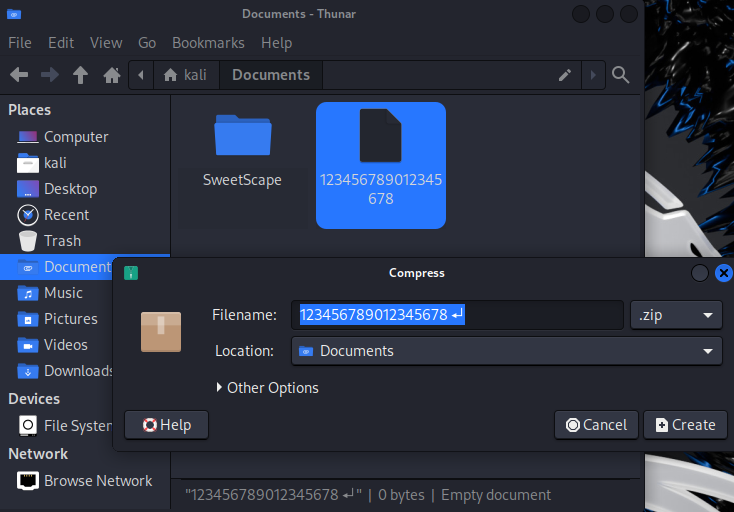 Documents - Thunar
File Edit View Go Bookmarks Help
kali Documents
Places
Computer
kali
Desktop
Recent
Trash
Document
Music
Pictures
Videos
Downloads
Devices
File System
Network
Browse Network
SweetScape
123456789012345
678
Compress
Filename: 123456789012345678 ↵ .zip
Location: Documents
Other Options
Help Cancel Create
"123456789012345678 ↵" | 0 bytes | Empty document